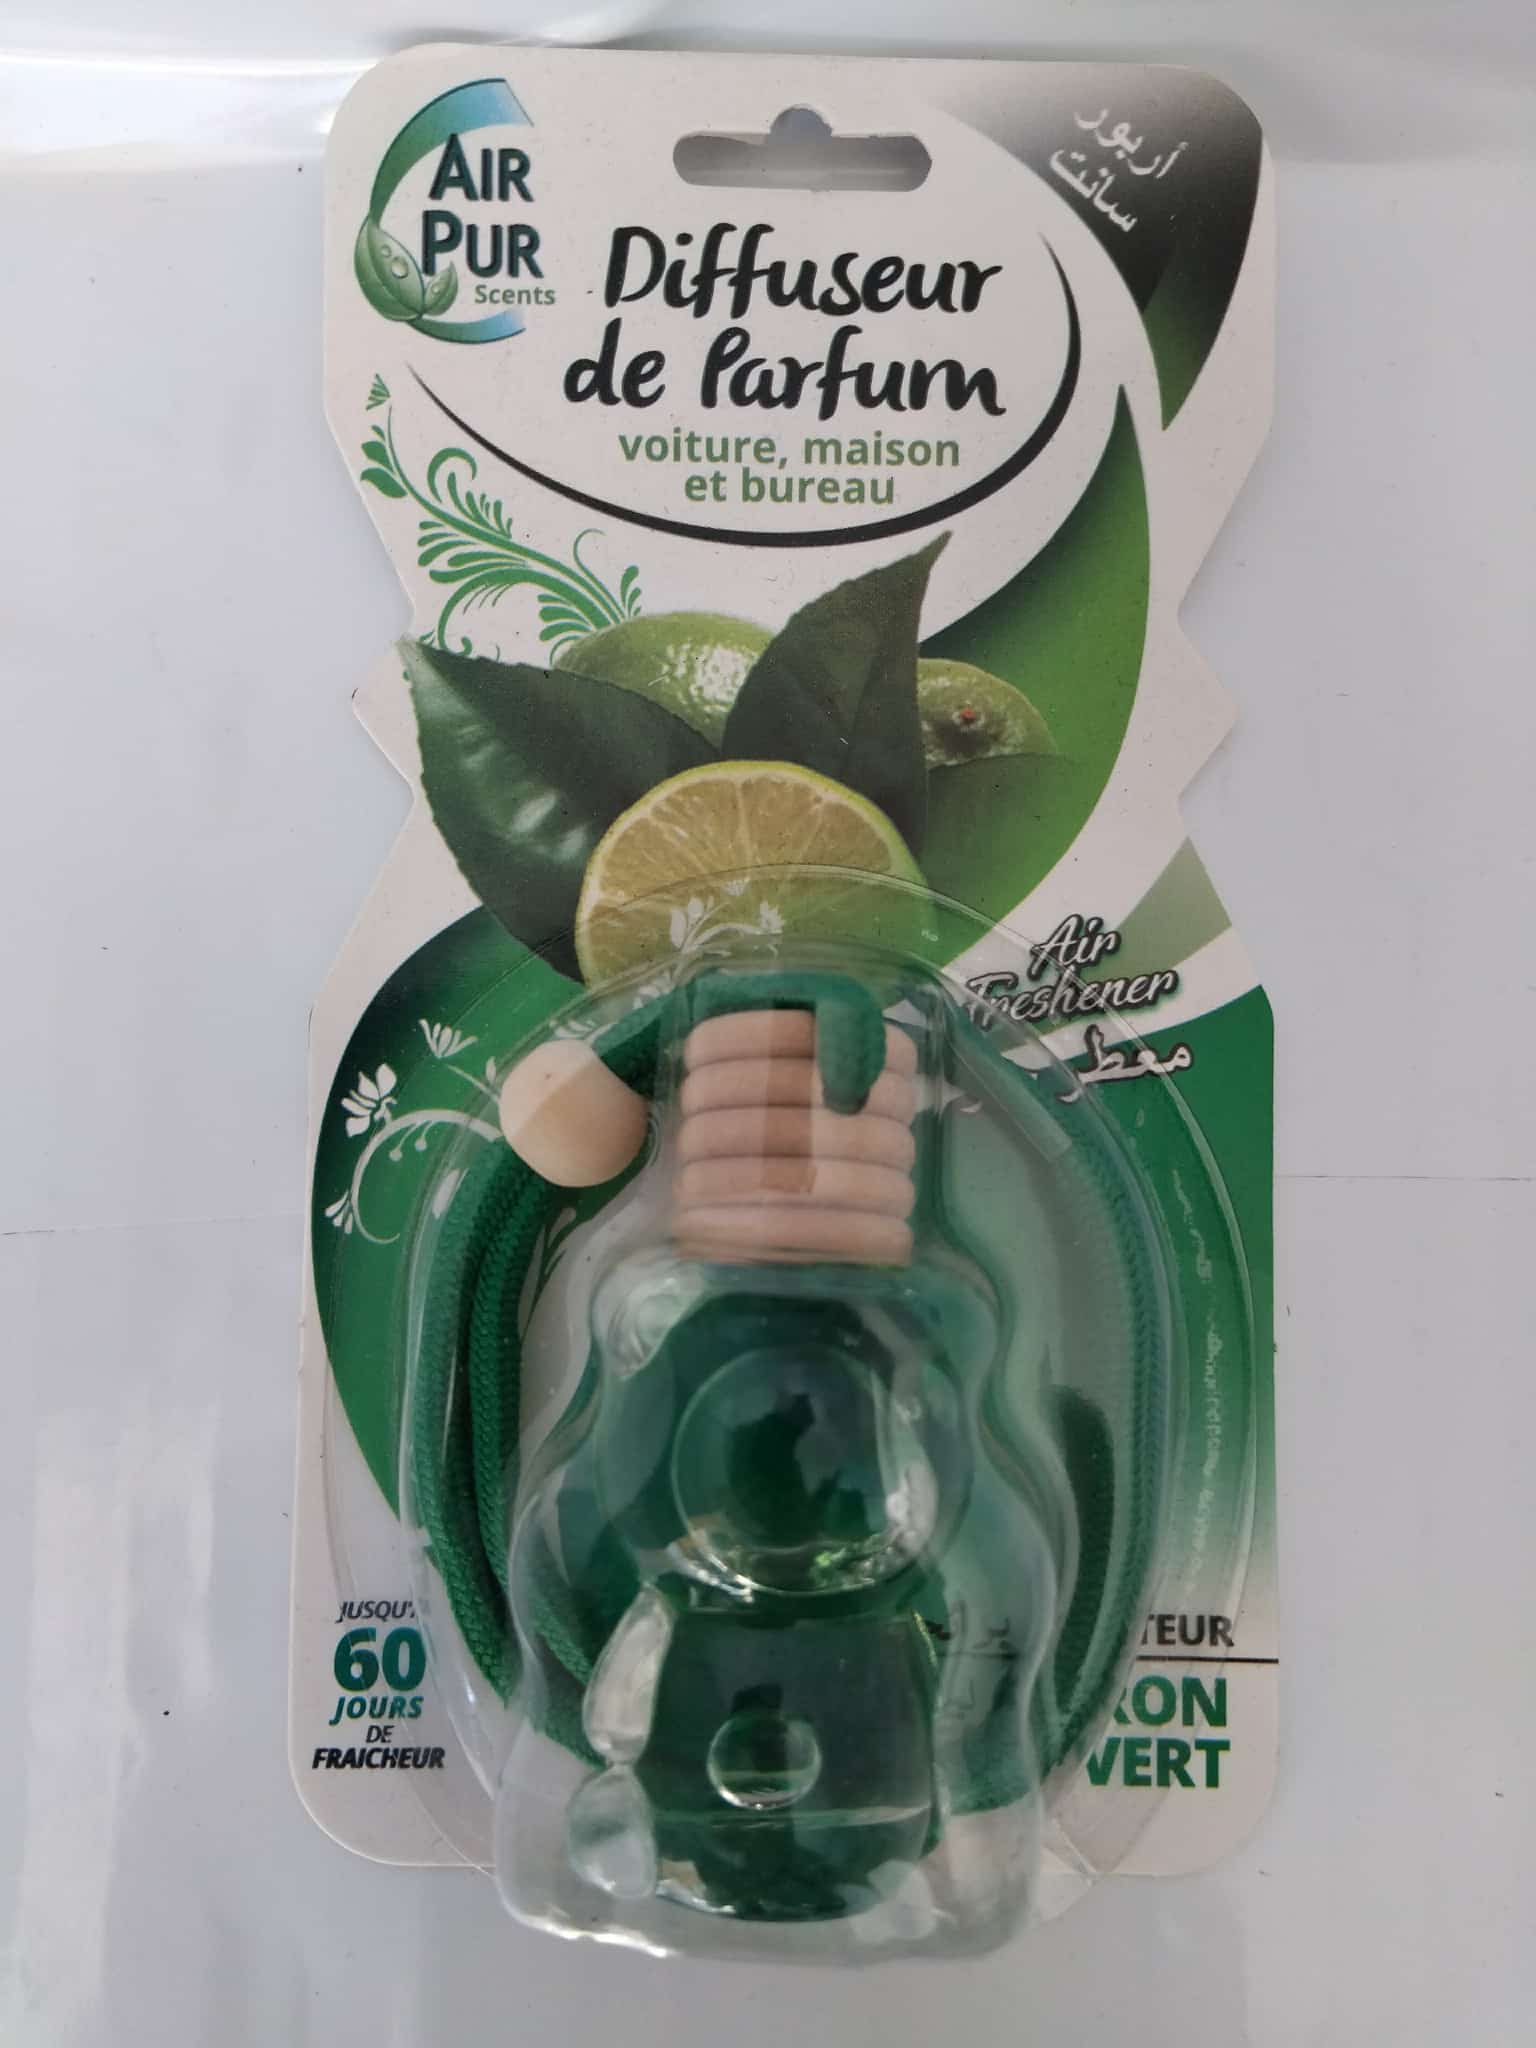 AIR
PUR
Scents
أربور
سانت
Diffuseur
de Parfum
voiture, maison
et bureau
Air
Freshener
معطر
JUSQU'
60
JOURS
DE
FRAICHEUR
TEUR
RON
VERT